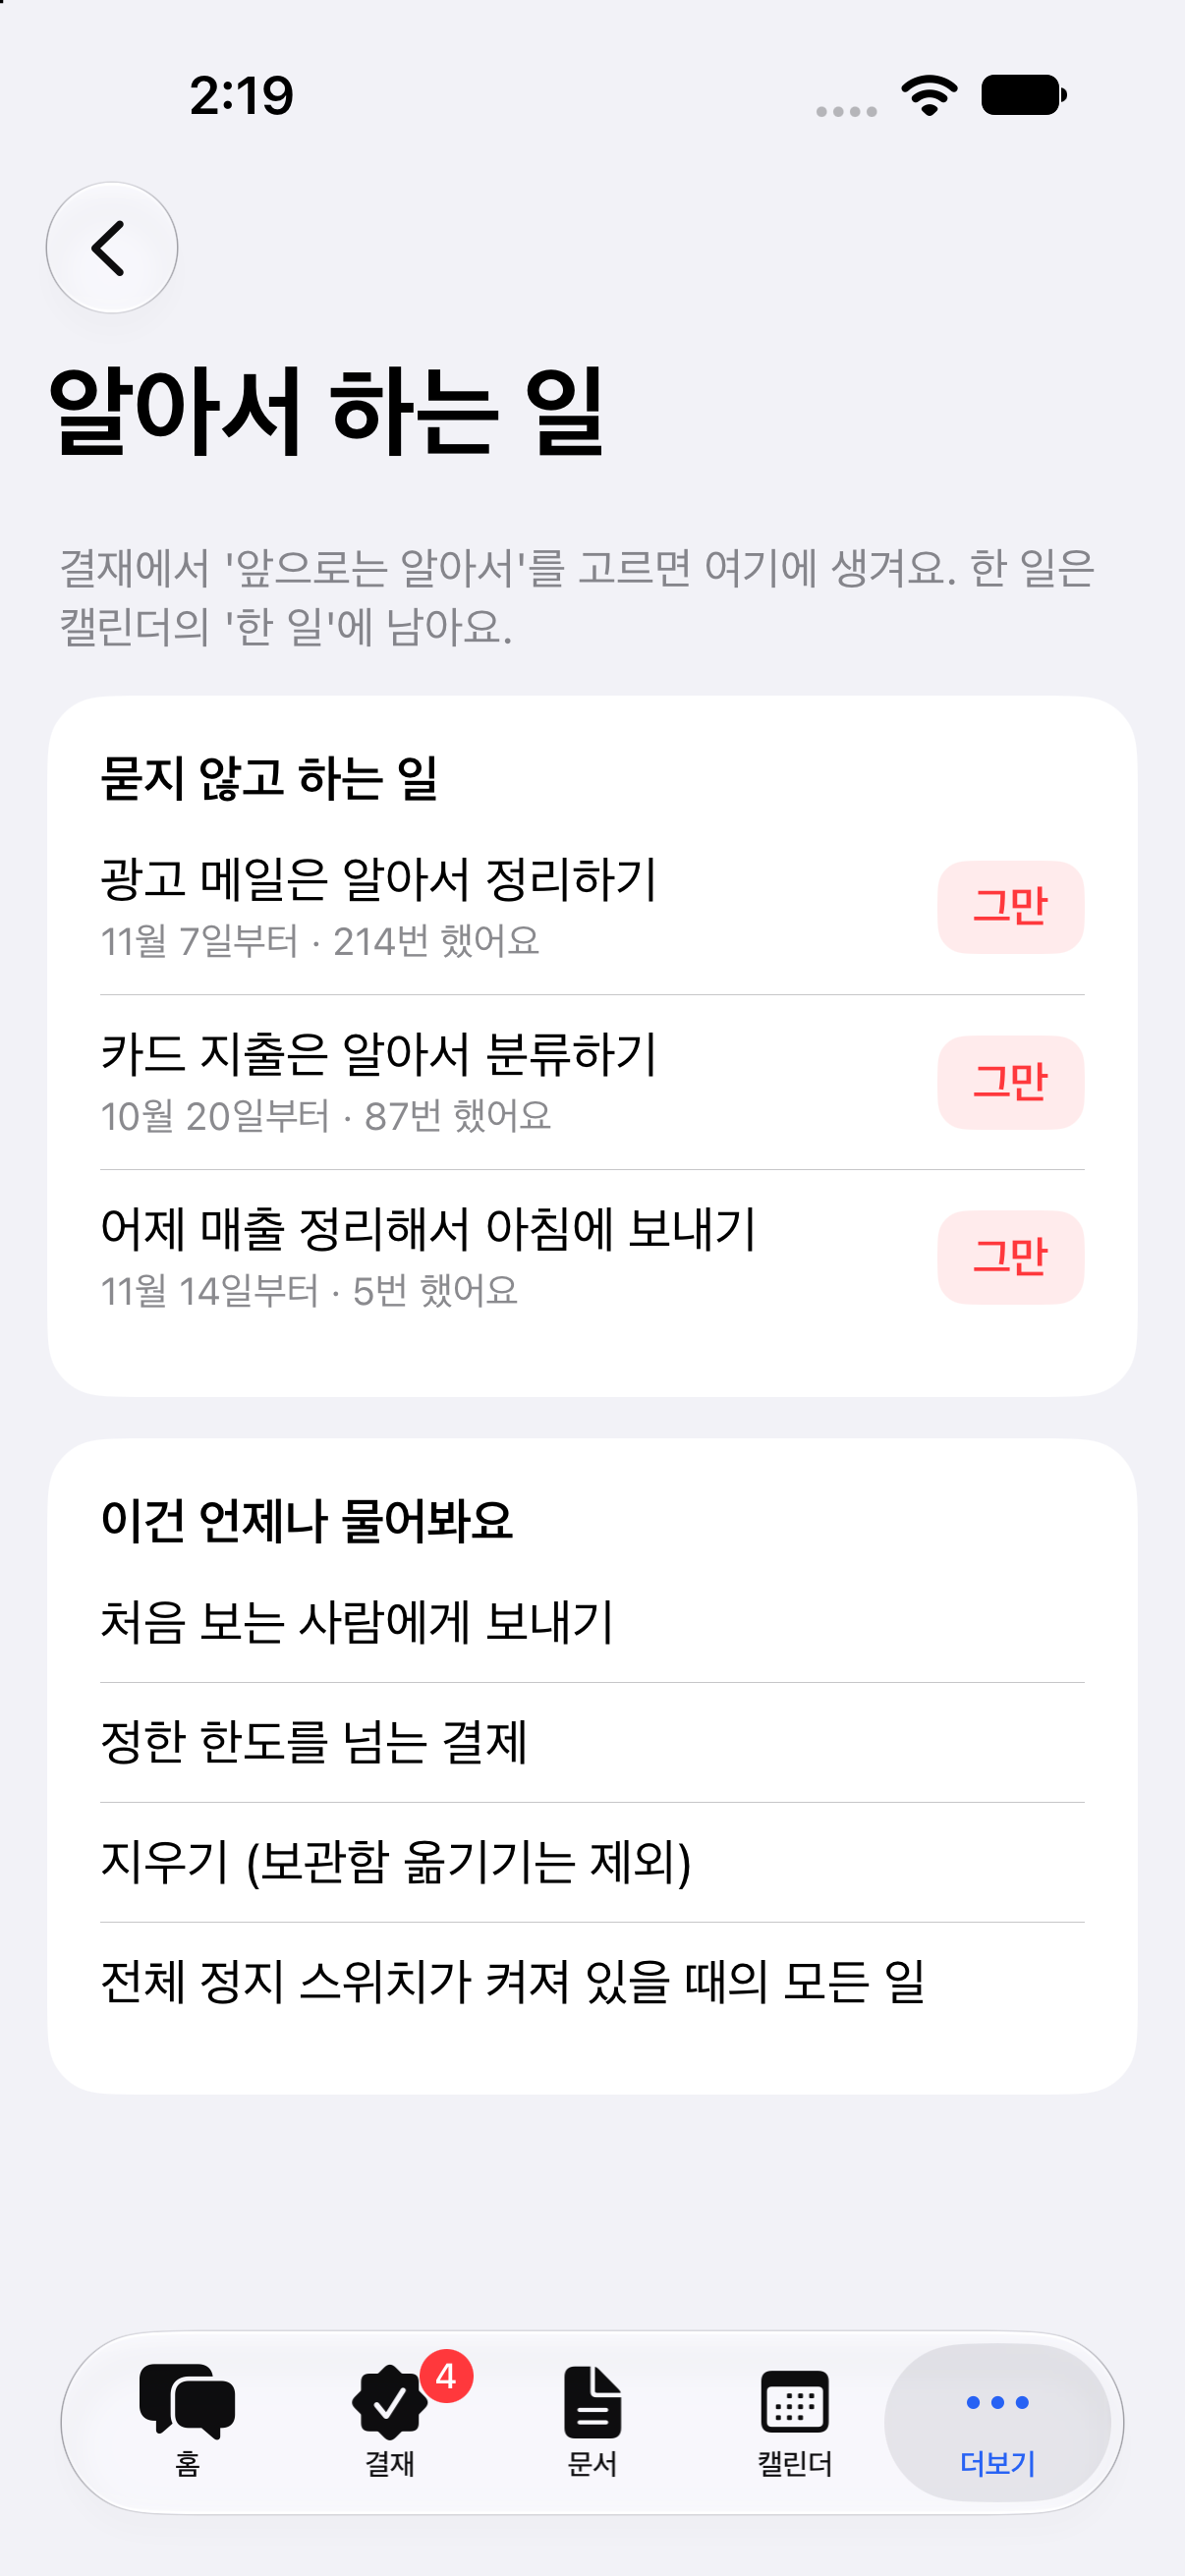 2:19
알아서 하는 일
결재에서 '앞으로는 알아서'를 고르면 여기에 생겨요. 한 일은
캘린더의 '한 일'에 남아요.
묻지 않고 하는 일
광고 메일은 알아서 정리하기
11월 7일부터 · 214번 했어요
그만
카드 지출은 알아서 분류하기
10월 20일부터 · 87번 했어요
그만
어제 매출 정리해서 아침에 보내기
11월 14일부터 · 5번 했어요
그만
이건 언제나 물어봐요
처음 보는 사람에게 보내기
정한 한도를 넘는 결제
지우기 (보관함 옮기기는 제외)
전체 정지 스위치가 켜져 있을 때의 모든 일
4
홈 결재 문서 캘린더 더보기